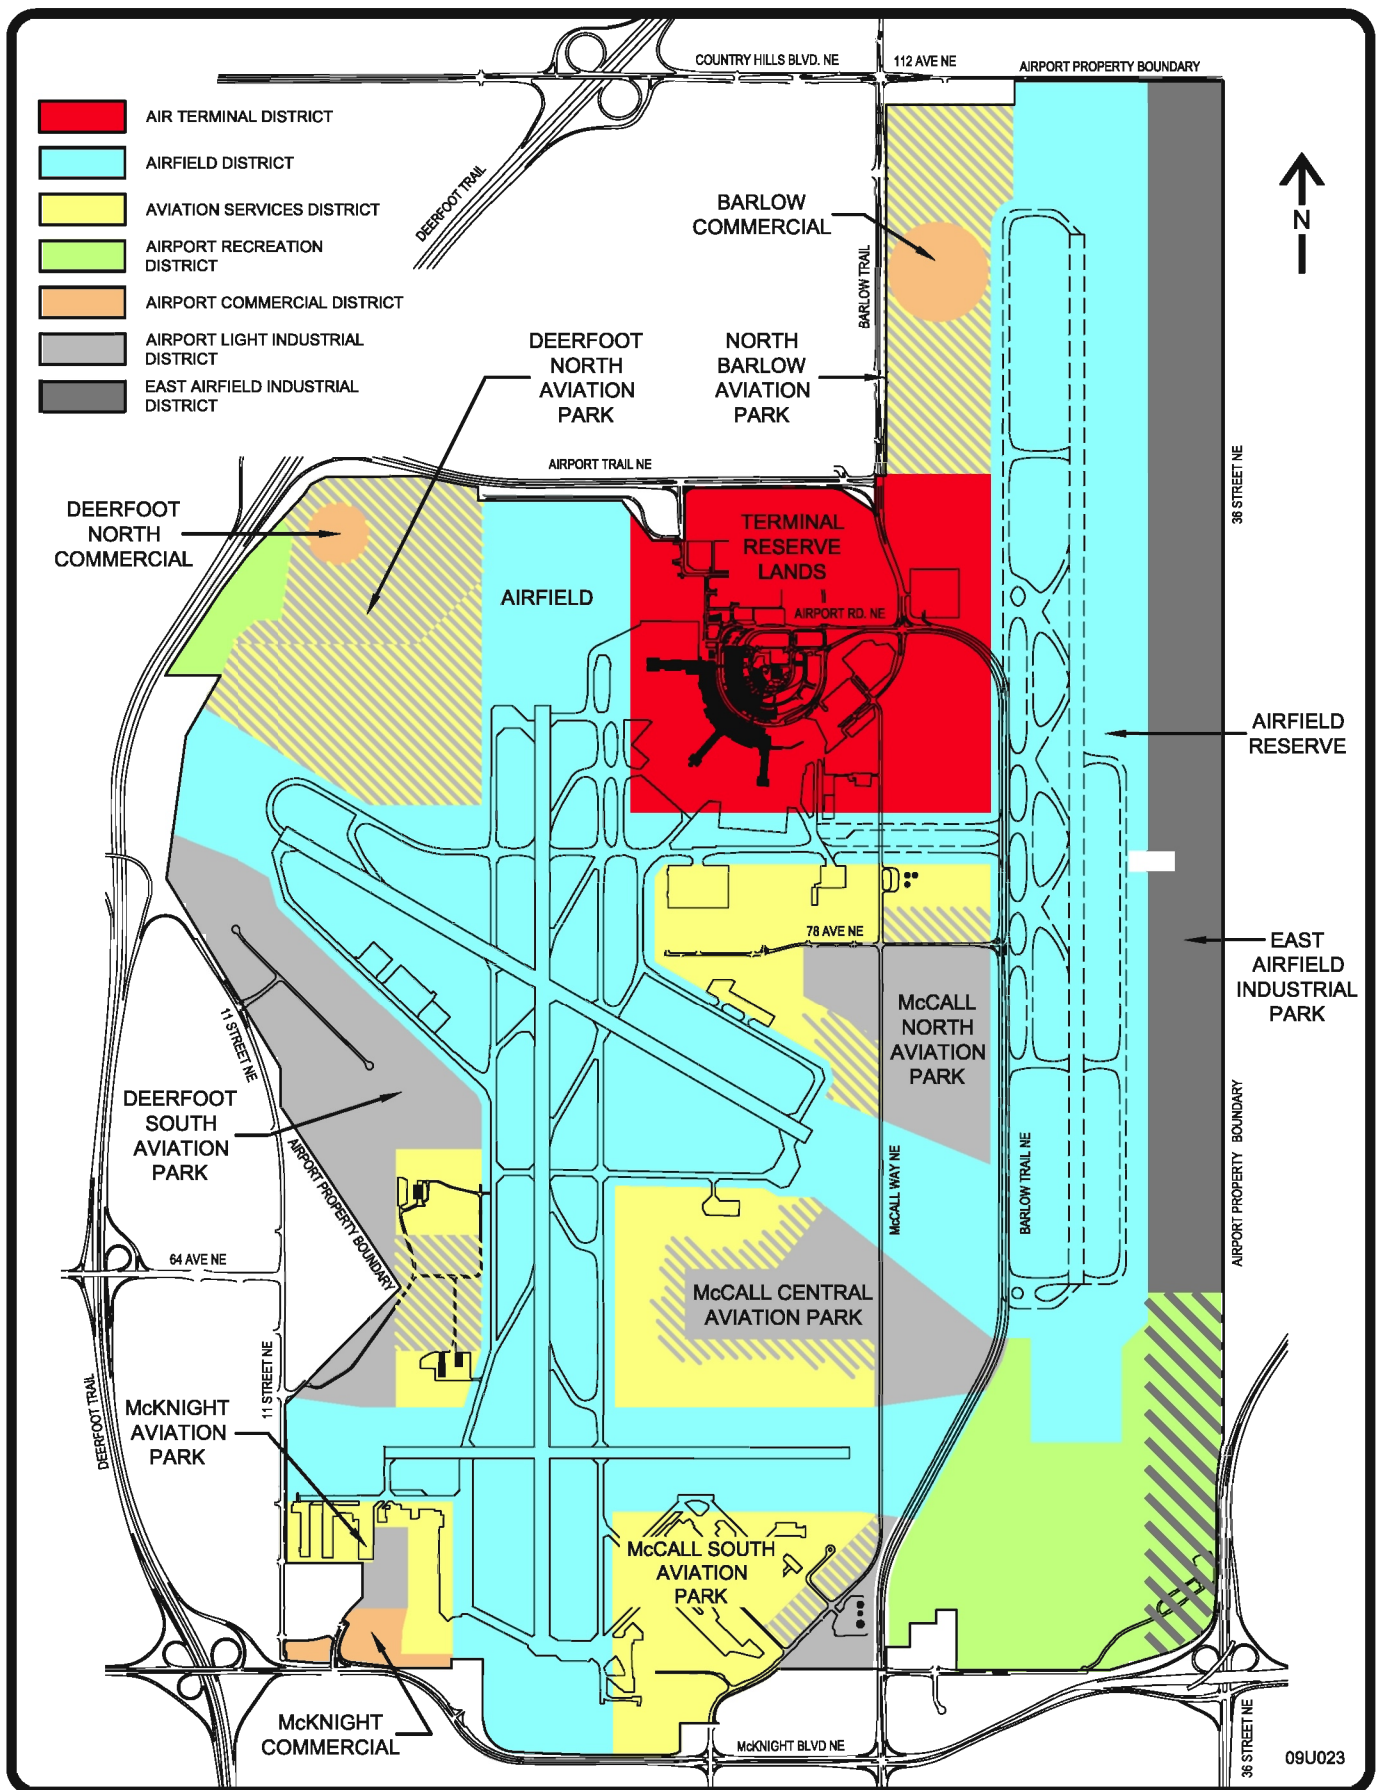 COUNTRY HILLS BLVD. NE
112 AVE NE
AIRPORT PROPERTY BOUNDARY
AIR TERMINAL DISTRICT
AIRFIELD DISTRICT
AVIATION SERVICES DISTRICT
AIRPORT RECREATION
DISTRICT
AIRPORT COMMERCIAL DISTRICT
AIRPORT LIGHT INDUSTRIAL
DISTRICT
EAST AIRFIELD INDUSTRIAL
DISTRICT
DEERFOOT TRAIL
BARLOW
COMMERCIAL
BARLOW TRAIL
N
DEERFOOT
NORTH
AVIATION
PARK
NORTH
BARLOW
AVIATION
PARK
AIRPORT TRAIL NE
36 STREET NE
DEERFOOT
NORTH
COMMERCIAL
TERMINAL
RESERVE
LANDS
AIRFIELD
AIRPORT RD. NE
AIRFIELD
RESERVE
78 AVE NE
EAST
AIRFIELD
INDUSTRIAL
PARK
McCALL
NORTH
AVIATION
PARK
11 STREET NE
DEERFOOT
SOUTH
AVIATION
PARK
AIRPORT PROPERTY BOUNDARY
McCALL WAY NE
BARLOW TRAIL NE
AIRPORT PROPERTY BOUNDARY
64 AVE NE
McCALL CENTRAL
AVIATION PARK
11 STREET NE
DEERFOOT TRAIL
McKNIGHT
AVIATION
PARK
McCALL SOUTH
AVIATION
PARK
McKNIGHT
COMMERCIAL
McKNIGHT BLVD NE
36 STREET NE
09U023